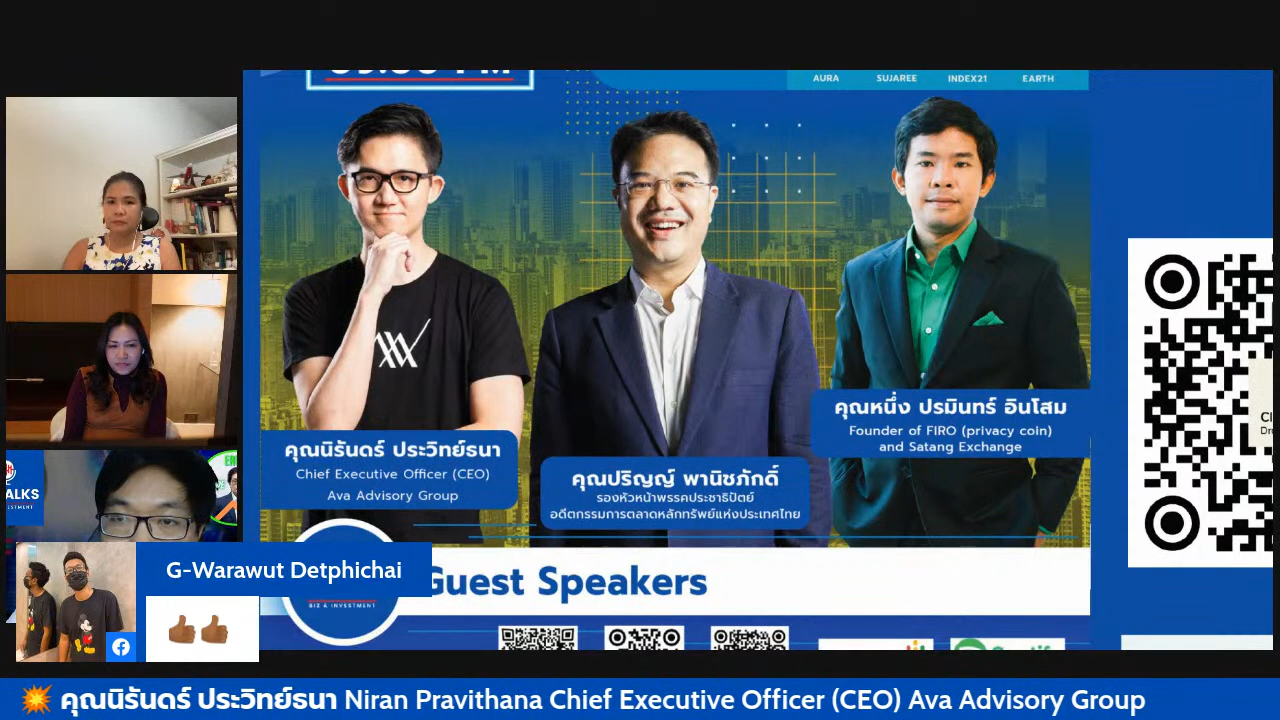 AURA SUJAREE INDEX21 EARTH
คุณนิรันดร์ ประวิทย์ธนา
Chief Executive Officer (CEO)
Ava Advisory Group
คุณปริญญ์ พานิชภักดิ์
รองหัวหน้าพรรคประชาธิปัตย์
อดีตกรรมการตลาดหลักทรัพย์แห่งประเทศไทย
คุณหนึ่ง ปรมินทร์ อินโสม
Founder of FIRO (privacy coin)
and Satang Exchange
Guest Speakers
BIZ & INVESTMENT
G-Warawut Detphichai
💥 คุณนิรันดร์ ประวิทย์ธนา Niran Pravithana Chief Executive Officer (CEO) Ava Advisory Group